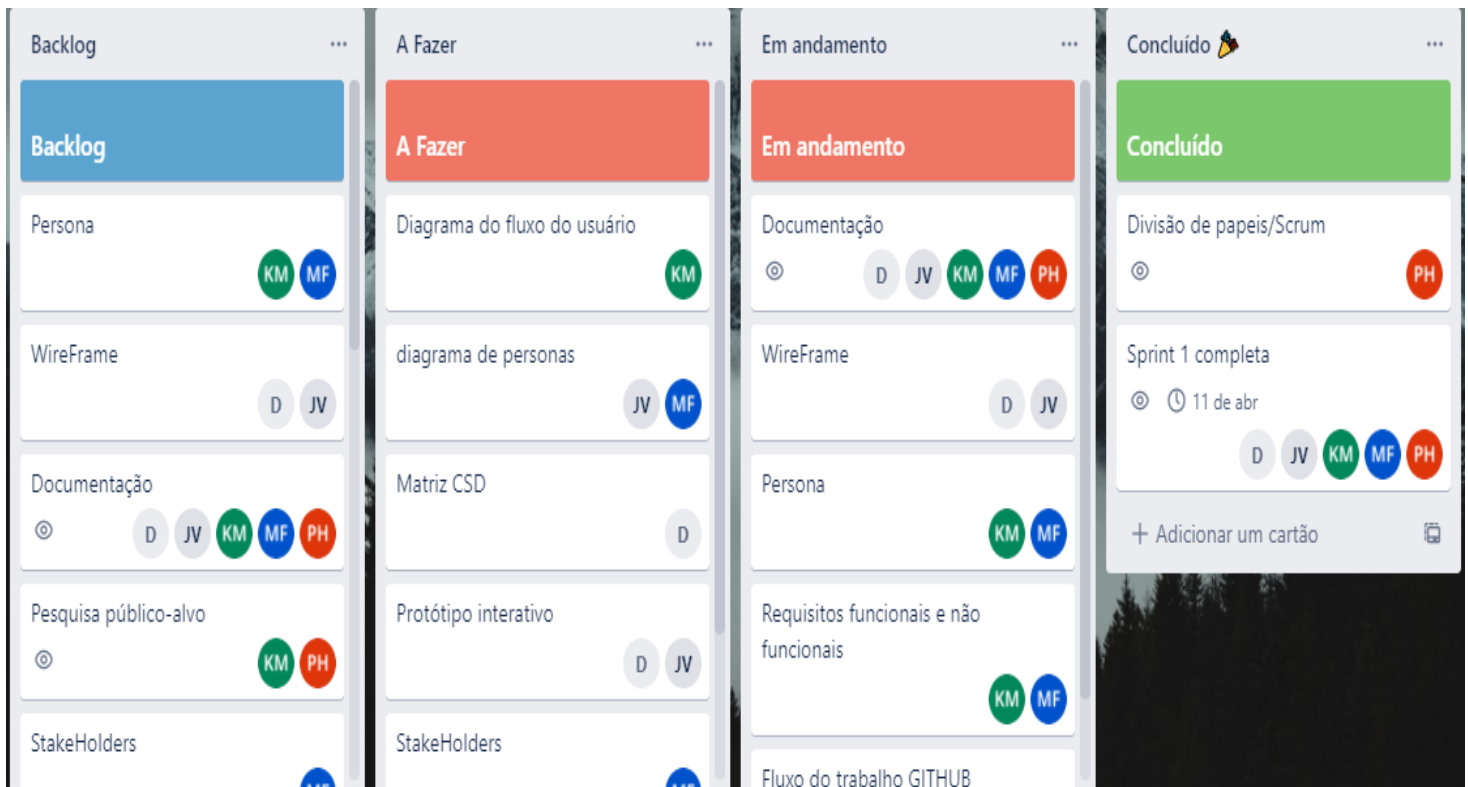 Backlog
Backlog
Persona
KM MF
WireFrame
D JV
Documentação
D JV KM MF PH
Pesquisa público-alvo
KM PH
StakeHolders
MF
A Fazer
A Fazer
Diagrama do fluxo do usuário
KM
diagrama de personas
JV MF
Matriz CSD
D
Protótipo interativo
D JV
StakeHolders
MF
Em andamento
Em andamento
Documentação
D JV KM MF PH
WireFrame
D JV
Persona
KM MF
Requisitos funcionais e não
funcionais
KM MF
Fluxo do trabalho GITHUB
Concluído
Concluído
Divisão de papeis/Scrum
PH
Sprint 1 completa
11 de abr
D JV KM MF PH
+ Adicionar um cartão